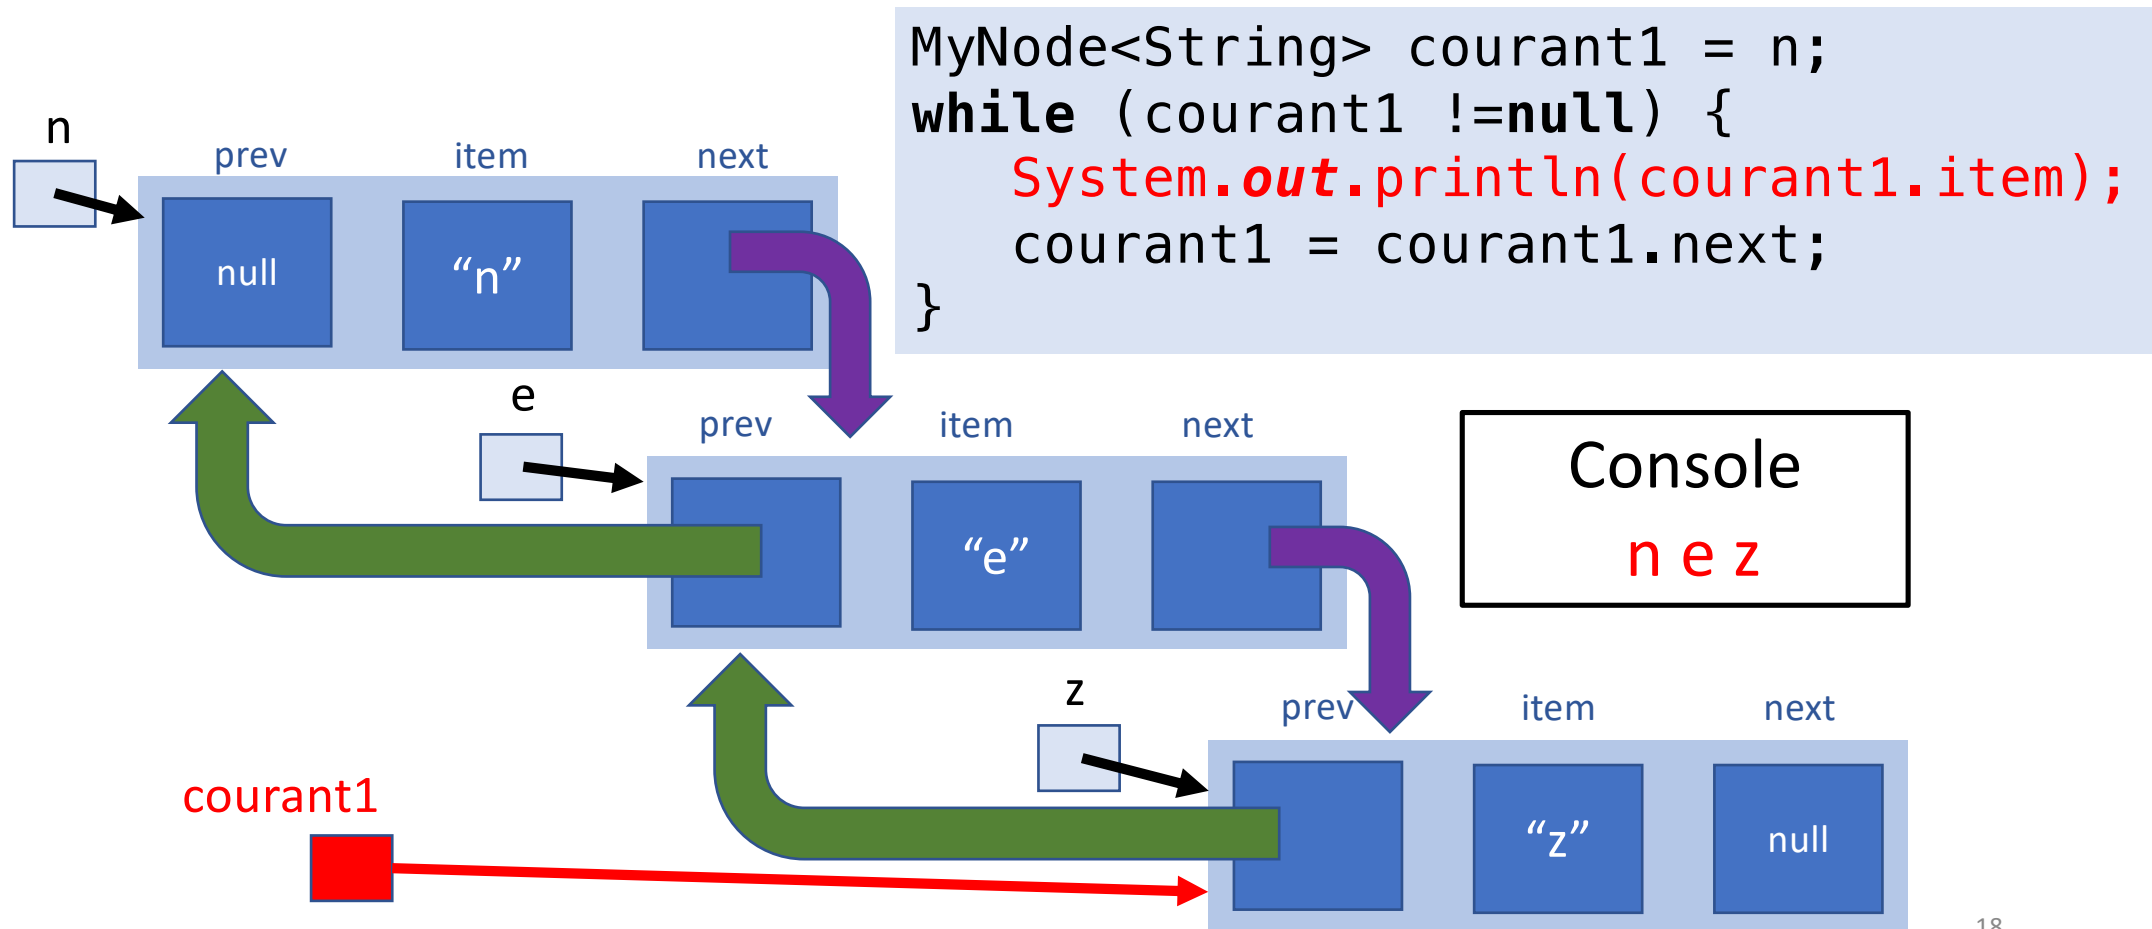 MyNode<String> courant1 = n;
while (courant1 !=null) {
System.out.println(courant1.item);
courant1 = courant1.next;
}
n
prev item next
null “n”
e
prev item next
“e”
Console
n e z
z
prev item next
“z” null
courant1
18